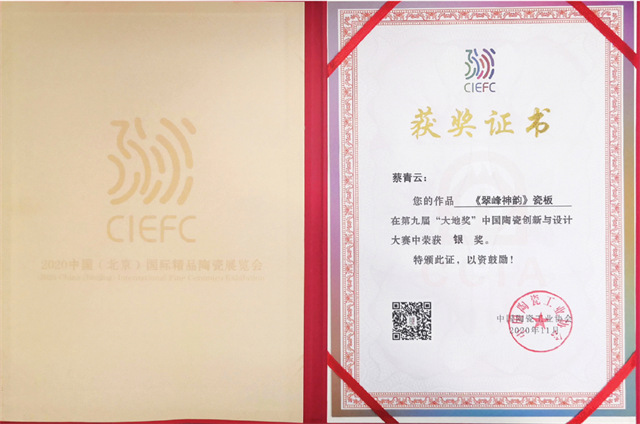 CIEFC
2020中国（北京）国际精品陶瓷展览会
CIEFC
获奖证书
蔡青云：
您的作品《翠峰神韵》瓷板
在第九届“大地奖”中国陶瓷创新与设计
大赛中荣获 银 奖。
特颁此证，以资鼓励！
中国陶瓷工业协会
2020年11月